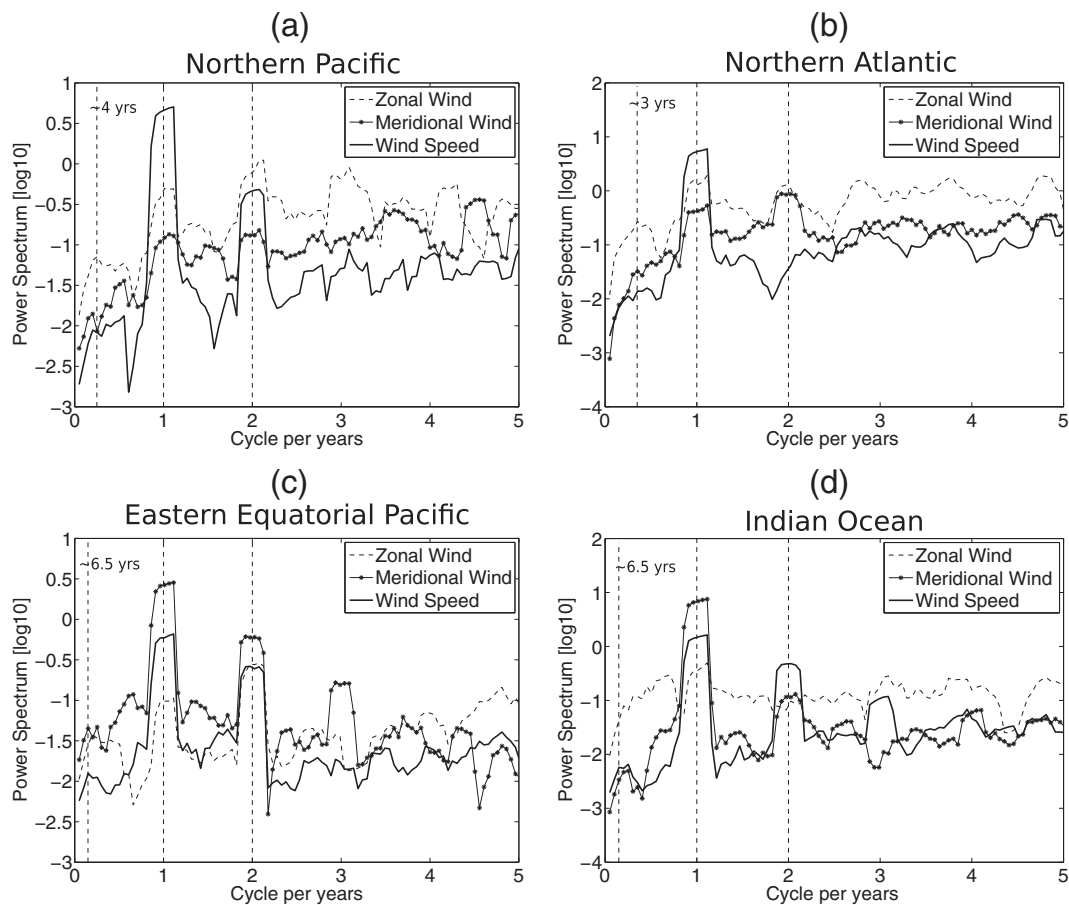 (a)
Northern Pacific
~4 yrs
Zonal Wind
Meridional Wind
Wind Speed
Power Spectrum [log10]
1
0.5
0
−0.5
−1
−1.5
−2
−2.5
−3
0 1 2 3 4 5
Cycle per years
(b)
Northern Atlantic
~3 yrs
Zonal Wind
Meridional Wind
Wind Speed
Power Spectrum [log10]
2
1
0
−1
−2
−3
−4
0 1 2 3 4 5
Cycle per years
(c)
Eastern Equatorial Pacific
~6.5 yrs
Zonal Wind
Meridional Wind
Wind Speed
Power Spectrum [log10]
1
0.5
0
−0.5
−1
−1.5
−2
−2.5
−3
0 1 2 3 4 5
Cycle per years
(d)
Indian Ocean
~6.5 yrs
Zonal Wind
Meridional Wind
Wind Speed
Power Spectrum [log10]
2
1
0
−1
−2
−3
−4
0 1 2 3 4 5
Cycle per years